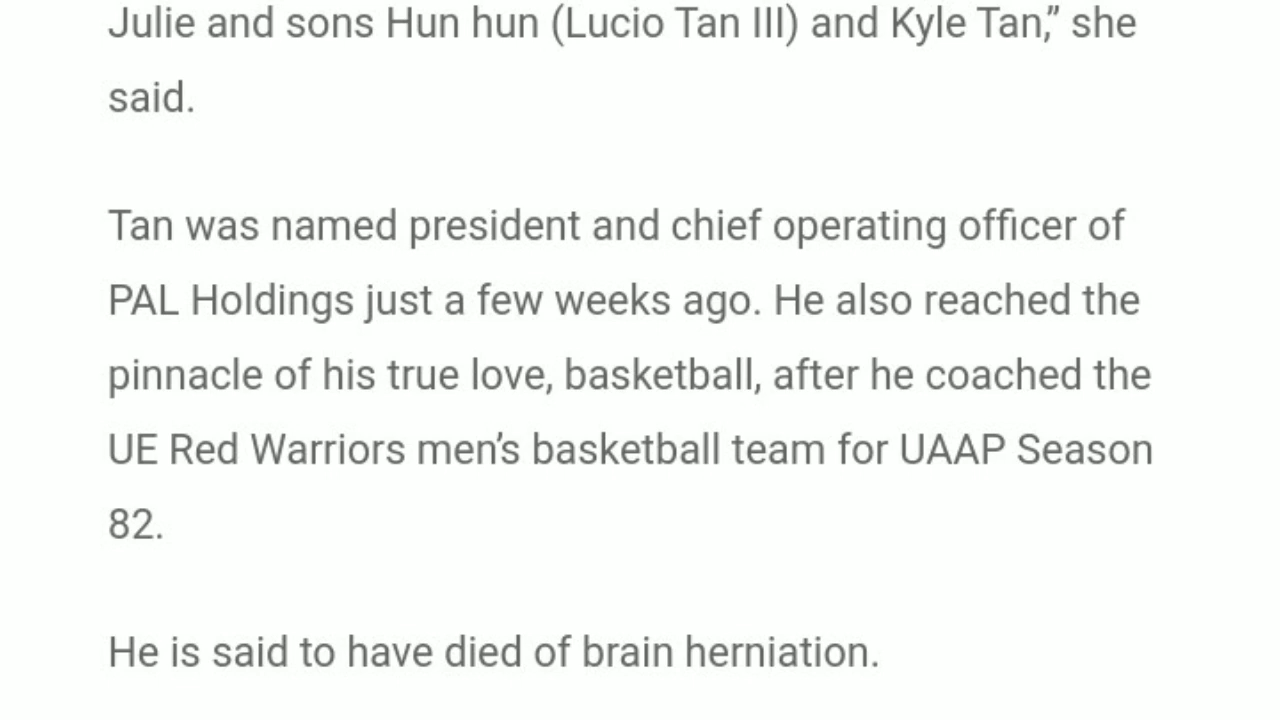 Julie and sons Hun hun (Lucio Tan III) and Kyle Tan,” she
said.
Tan was named president and chief operating officer of
PAL Holdings just a few weeks ago. He also reached the
pinnacle of his true love, basketball, after he coached the
UE Red Warriors men’s basketball team for UAAP Season
82.
He is said to have died of brain herniation.